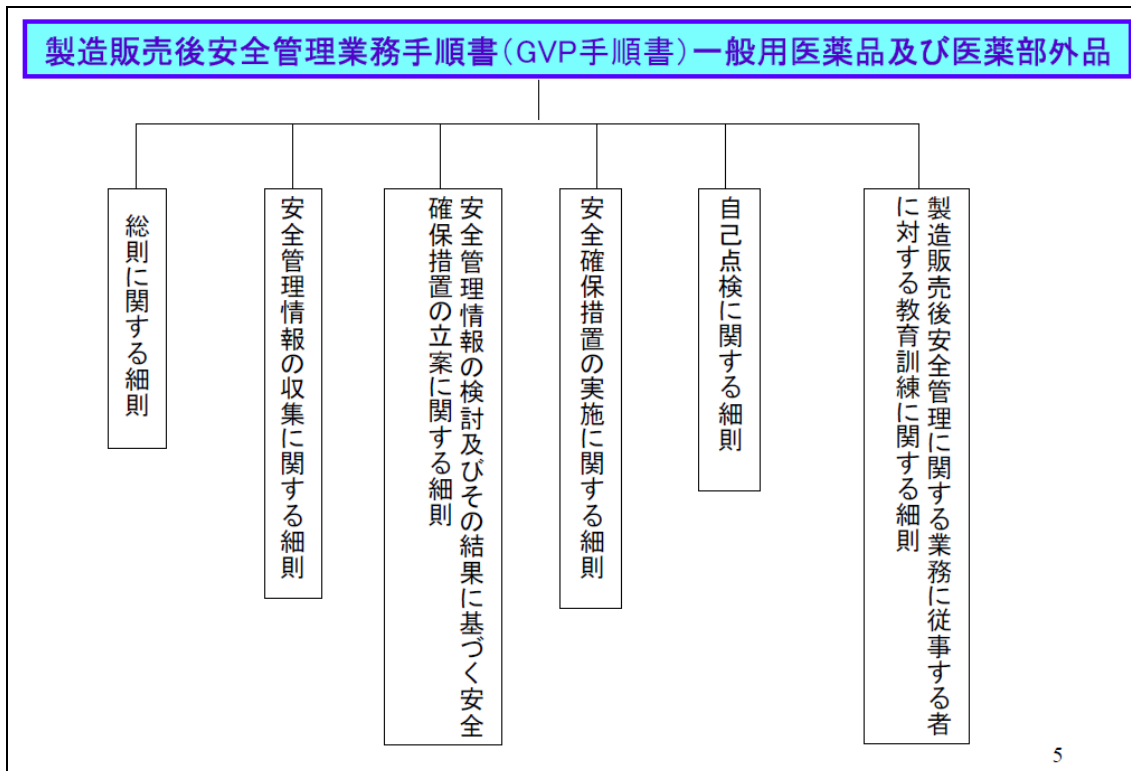 製造販売後安全管理業務手順書(GVP手順書)一般用医薬品及び医薬部外品
総則に関する細則
安全管理情報の収集に関する細則
安全管理情報の検討及びその結果に基づく安全
確保措置の立案に関する細則
安全確保措置の実施に関する細則
自己点検に関する細則
製造販売後安全管理に関する業務に従事する者
に対する教育訓練に関する細則
5